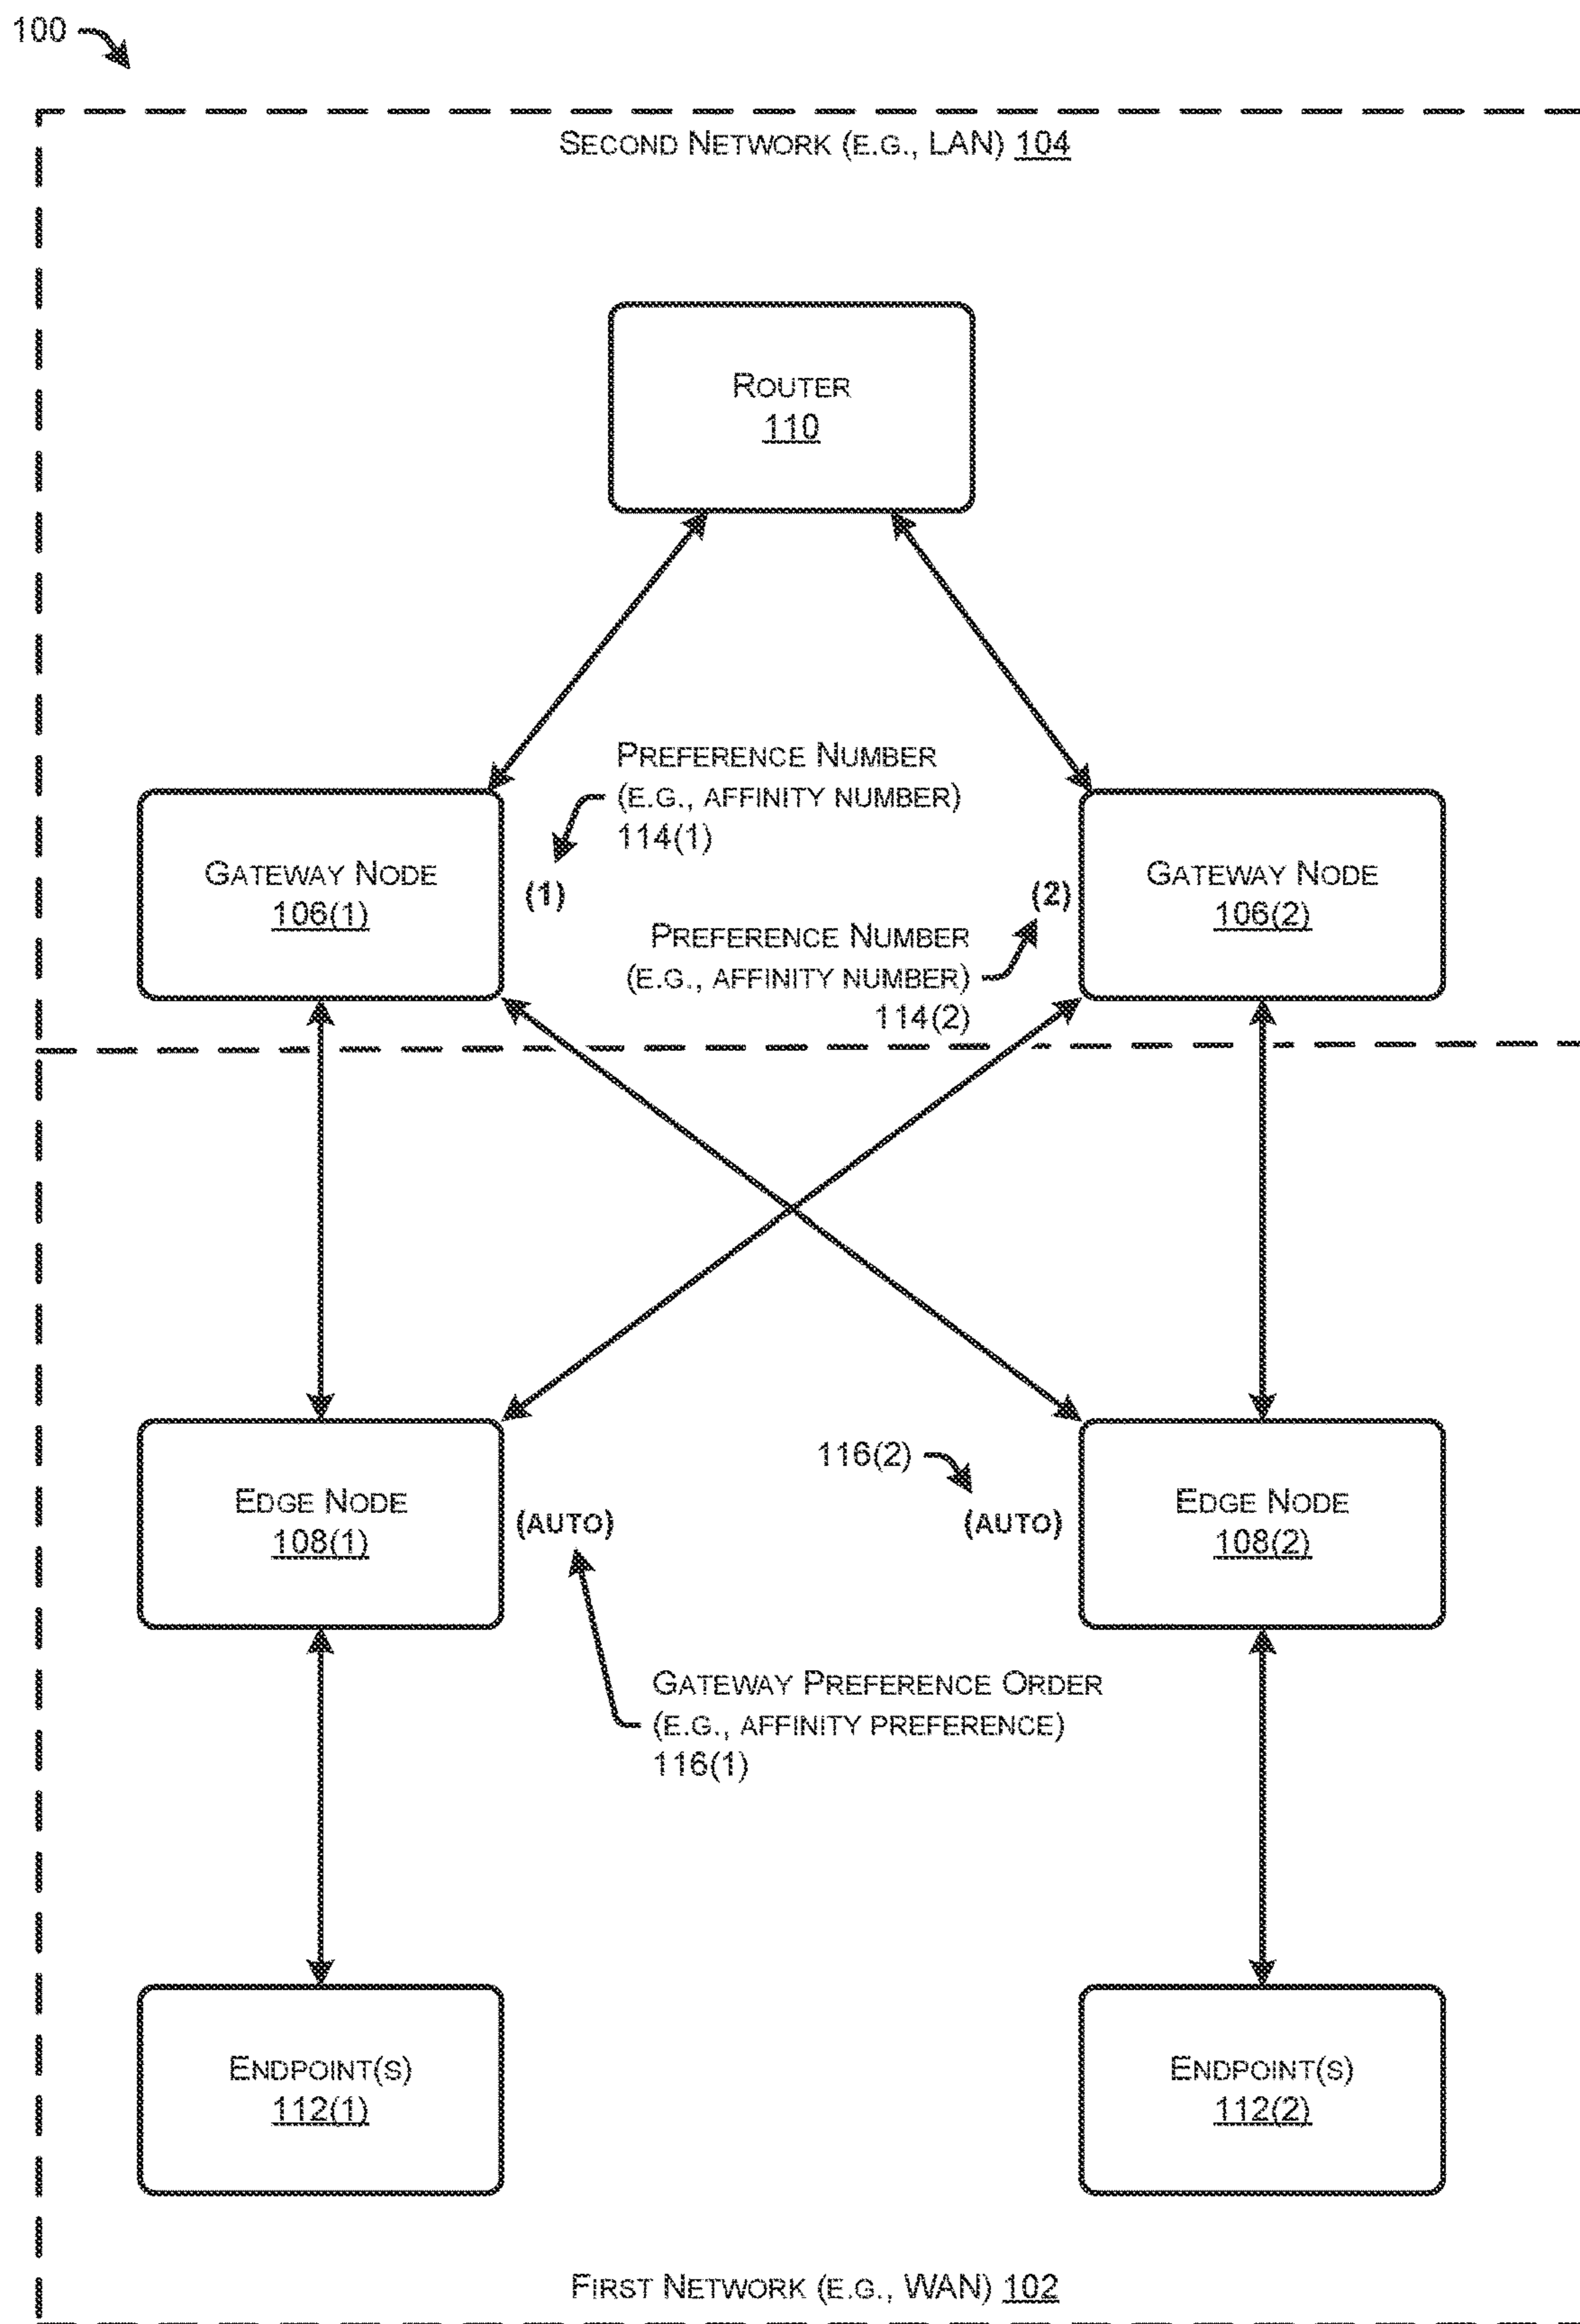 100
SECOND NETWORK (E.G., LAN) 104
ROUTER
110
PREFERENCE NUMBER
(E.G., AFFINITY NUMBER)
114(1)
GATEWAY NODE
106(1)
(1)
(2)
GATEWAY NODE
106(2)
PREFERENCE NUMBER
(E.G., AFFINITY NUMBER)
114(2)
EDGE NODE
108(1)
(AUTO)
116(2)
(AUTO)
EDGE NODE
108(2)
GATEWAY PREFERENCE ORDER
(E.G., AFFINITY PREFERENCE)
116(1)
ENDPOINT(S)
112(1)
ENDPOINT(S)
112(2)
FIRST NETWORK (E.G., WAN) 102